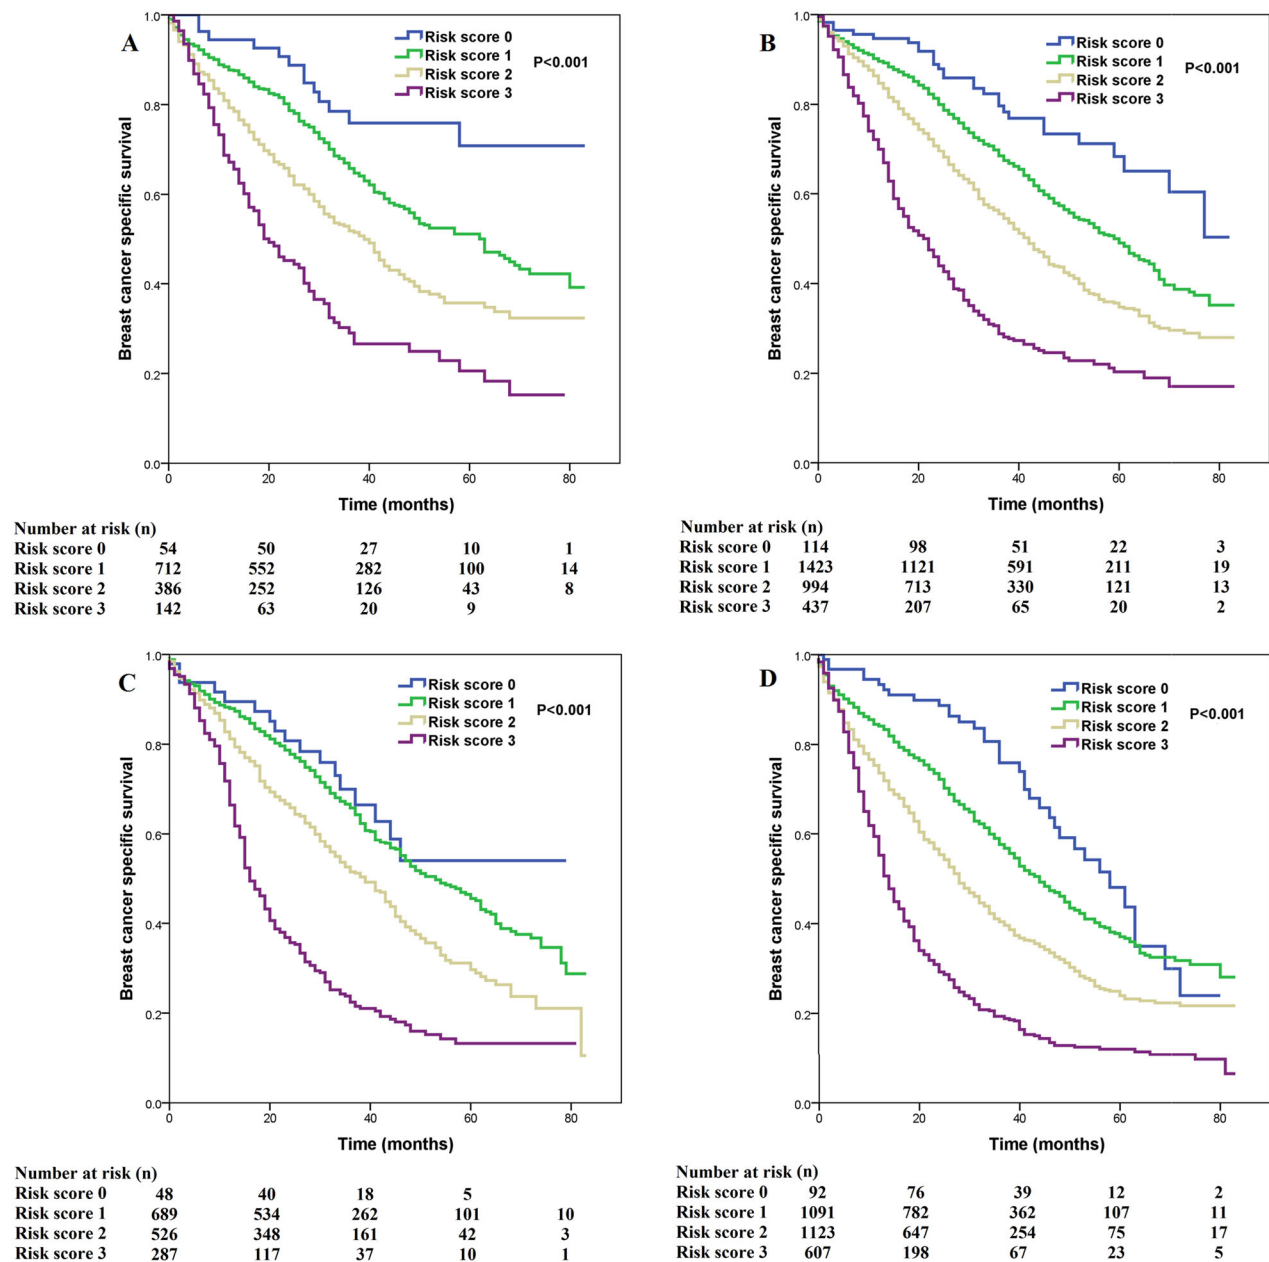 A
Risk score 0
Risk score 1
Risk score 2
Risk score 3
P<0.001
1.0
0.8
0.6
0.4
0.2
0.0
Breast cancer specific survival
0 20 40 60 80
Time (months)
Number at risk (n)
Risk score 0 54 50 27 10 1
Risk score 1 712 552 282 100 14
Risk score 2 386 252 126 43 8
Risk score 3 142 63 20 9
B
Risk score 0
Risk score 1
Risk score 2
Risk score 3
P<0.001
1.0
0.8
0.6
0.4
0.2
0.0
Breast cancer specific survival
0 20 40 60 80
Time (months)
Number at risk (n)
Risk score 0 114 98 51 22 3
Risk score 1 1423 1121 591 211 19
Risk score 2 994 713 330 121 13
Risk score 3 437 207 65 20 2
C
Risk score 0
Risk score 1
Risk score 2
Risk score 3
P<0.001
1.0
0.8
0.6
0.4
0.2
0.0
Breast cancer specific survival
0 20 40 60 80
Time (months)
Number at risk (n)
Risk score 0 48 40 18 5
Risk score 1 689 534 262 101 10
Risk score 2 526 348 161 42 3
Risk score 3 287 117 37 10 1
D
Risk score 0
Risk score 1
Risk score 2
Risk score 3
P<0.001
1.0
0.8
0.6
0.4
0.2
0.0
Breast cancer specific survival
0 20 40 60 80
Time (months)
Number at risk (n)
Risk score 0 92 76 39 12 2
Risk score 1 1091 782 362 107 11
Risk score 2 1123 647 254 75 17
Risk score 3 607 198 67 23 5